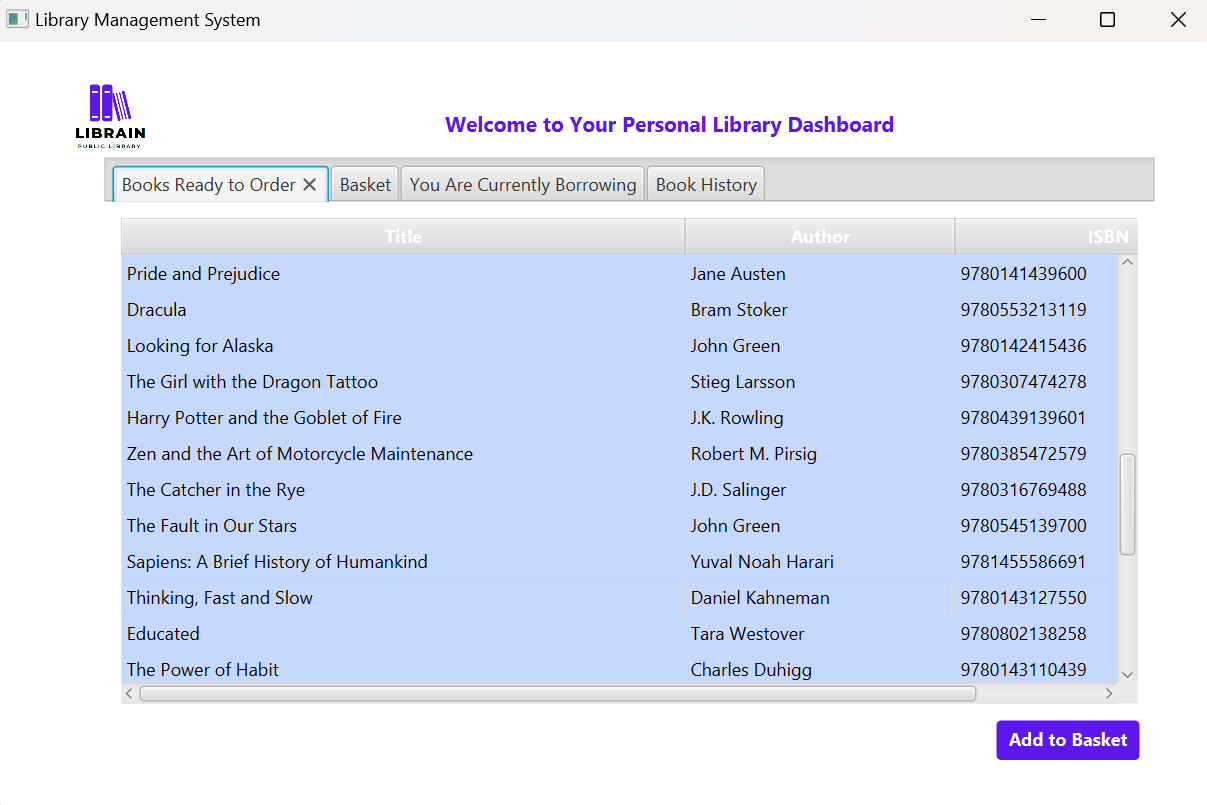 Library Management System
LIBRAIN
PUBLIC LIBRARY
Welcome to Your Personal Library Dashboard
Books Ready to Order Basket You Are Currently Borrowing Book History
Title Author ISBN
Pride and Prejudice Jane Austen 9780141439600
Dracula Bram Stoker 9780553213119
Looking for Alaska John Green 9780142415436
The Girl with the Dragon Tattoo Stieg Larsson 9780307474278
Harry Potter and the Goblet of Fire J.K. Rowling 9780439139601
Zen and the Art of Motorcycle Maintenance Robert M. Pirsig 9780385472579
The Catcher in the Rye J.D. Salinger 9780316769488
The Fault in Our Stars John Green 9780545139700
Sapiens: A Brief History of Humankind Yuval Noah Harari 9781455586691
Thinking, Fast and Slow Daniel Kahneman 9780143127550
Educated Tara Westover 9780802138258
The Power of Habit Charles Duhigg 9780143110439
Add to Basket